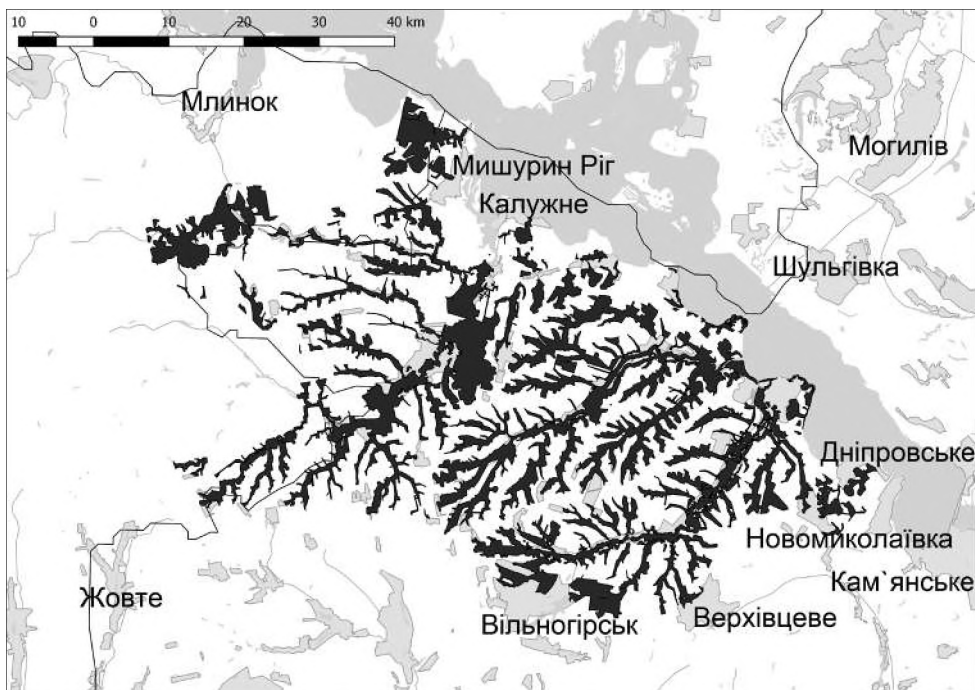 10 0 10 20 30 40 km
Млинок
Могилів
Мишурин Ріг
Калужне
Шульгівка
Дніпровське
Новомиколаївка
Кам`янське
Жовте
Верхівцеве
Вільногірськ